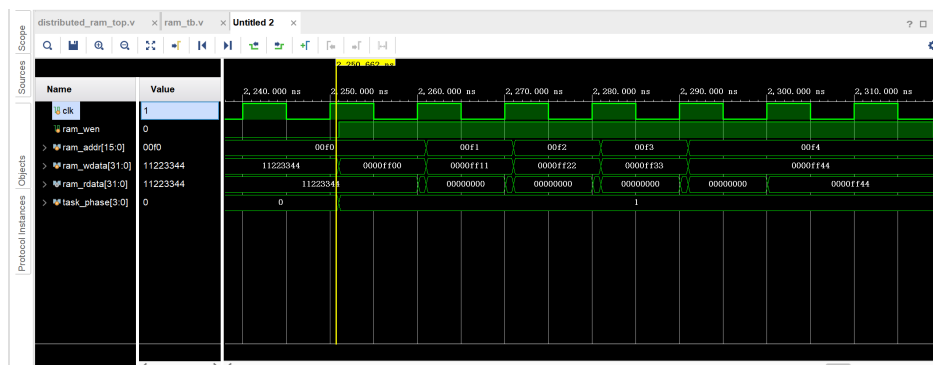 distributed_ram_top.v × ram_tb.v × Untitled 2 × ?
Scope
Sources
Objects
Protocol Instances
2,250.662 ns
Name Value 2,240.000 ns 2,250.000 ns 2,260.000 ns 2,270.000 ns 2,280.000 ns 2,290.000 ns 2,300.000 ns 2,310.000 ns
clk 1
ram_wen 0
ram_addr[15:0] 00f0 00f0 00f1 00f2 00f3 00f4
ram_wdata[31:0] 11223344 11223344 0000ff00 0000ff11 0000ff22 0000ff33 0000ff44
ram_rdata[31:0] 11223344 11223344 00000000 00000000 00000000 00000000 0000ff44
task_phase[3:0] 0 0 1